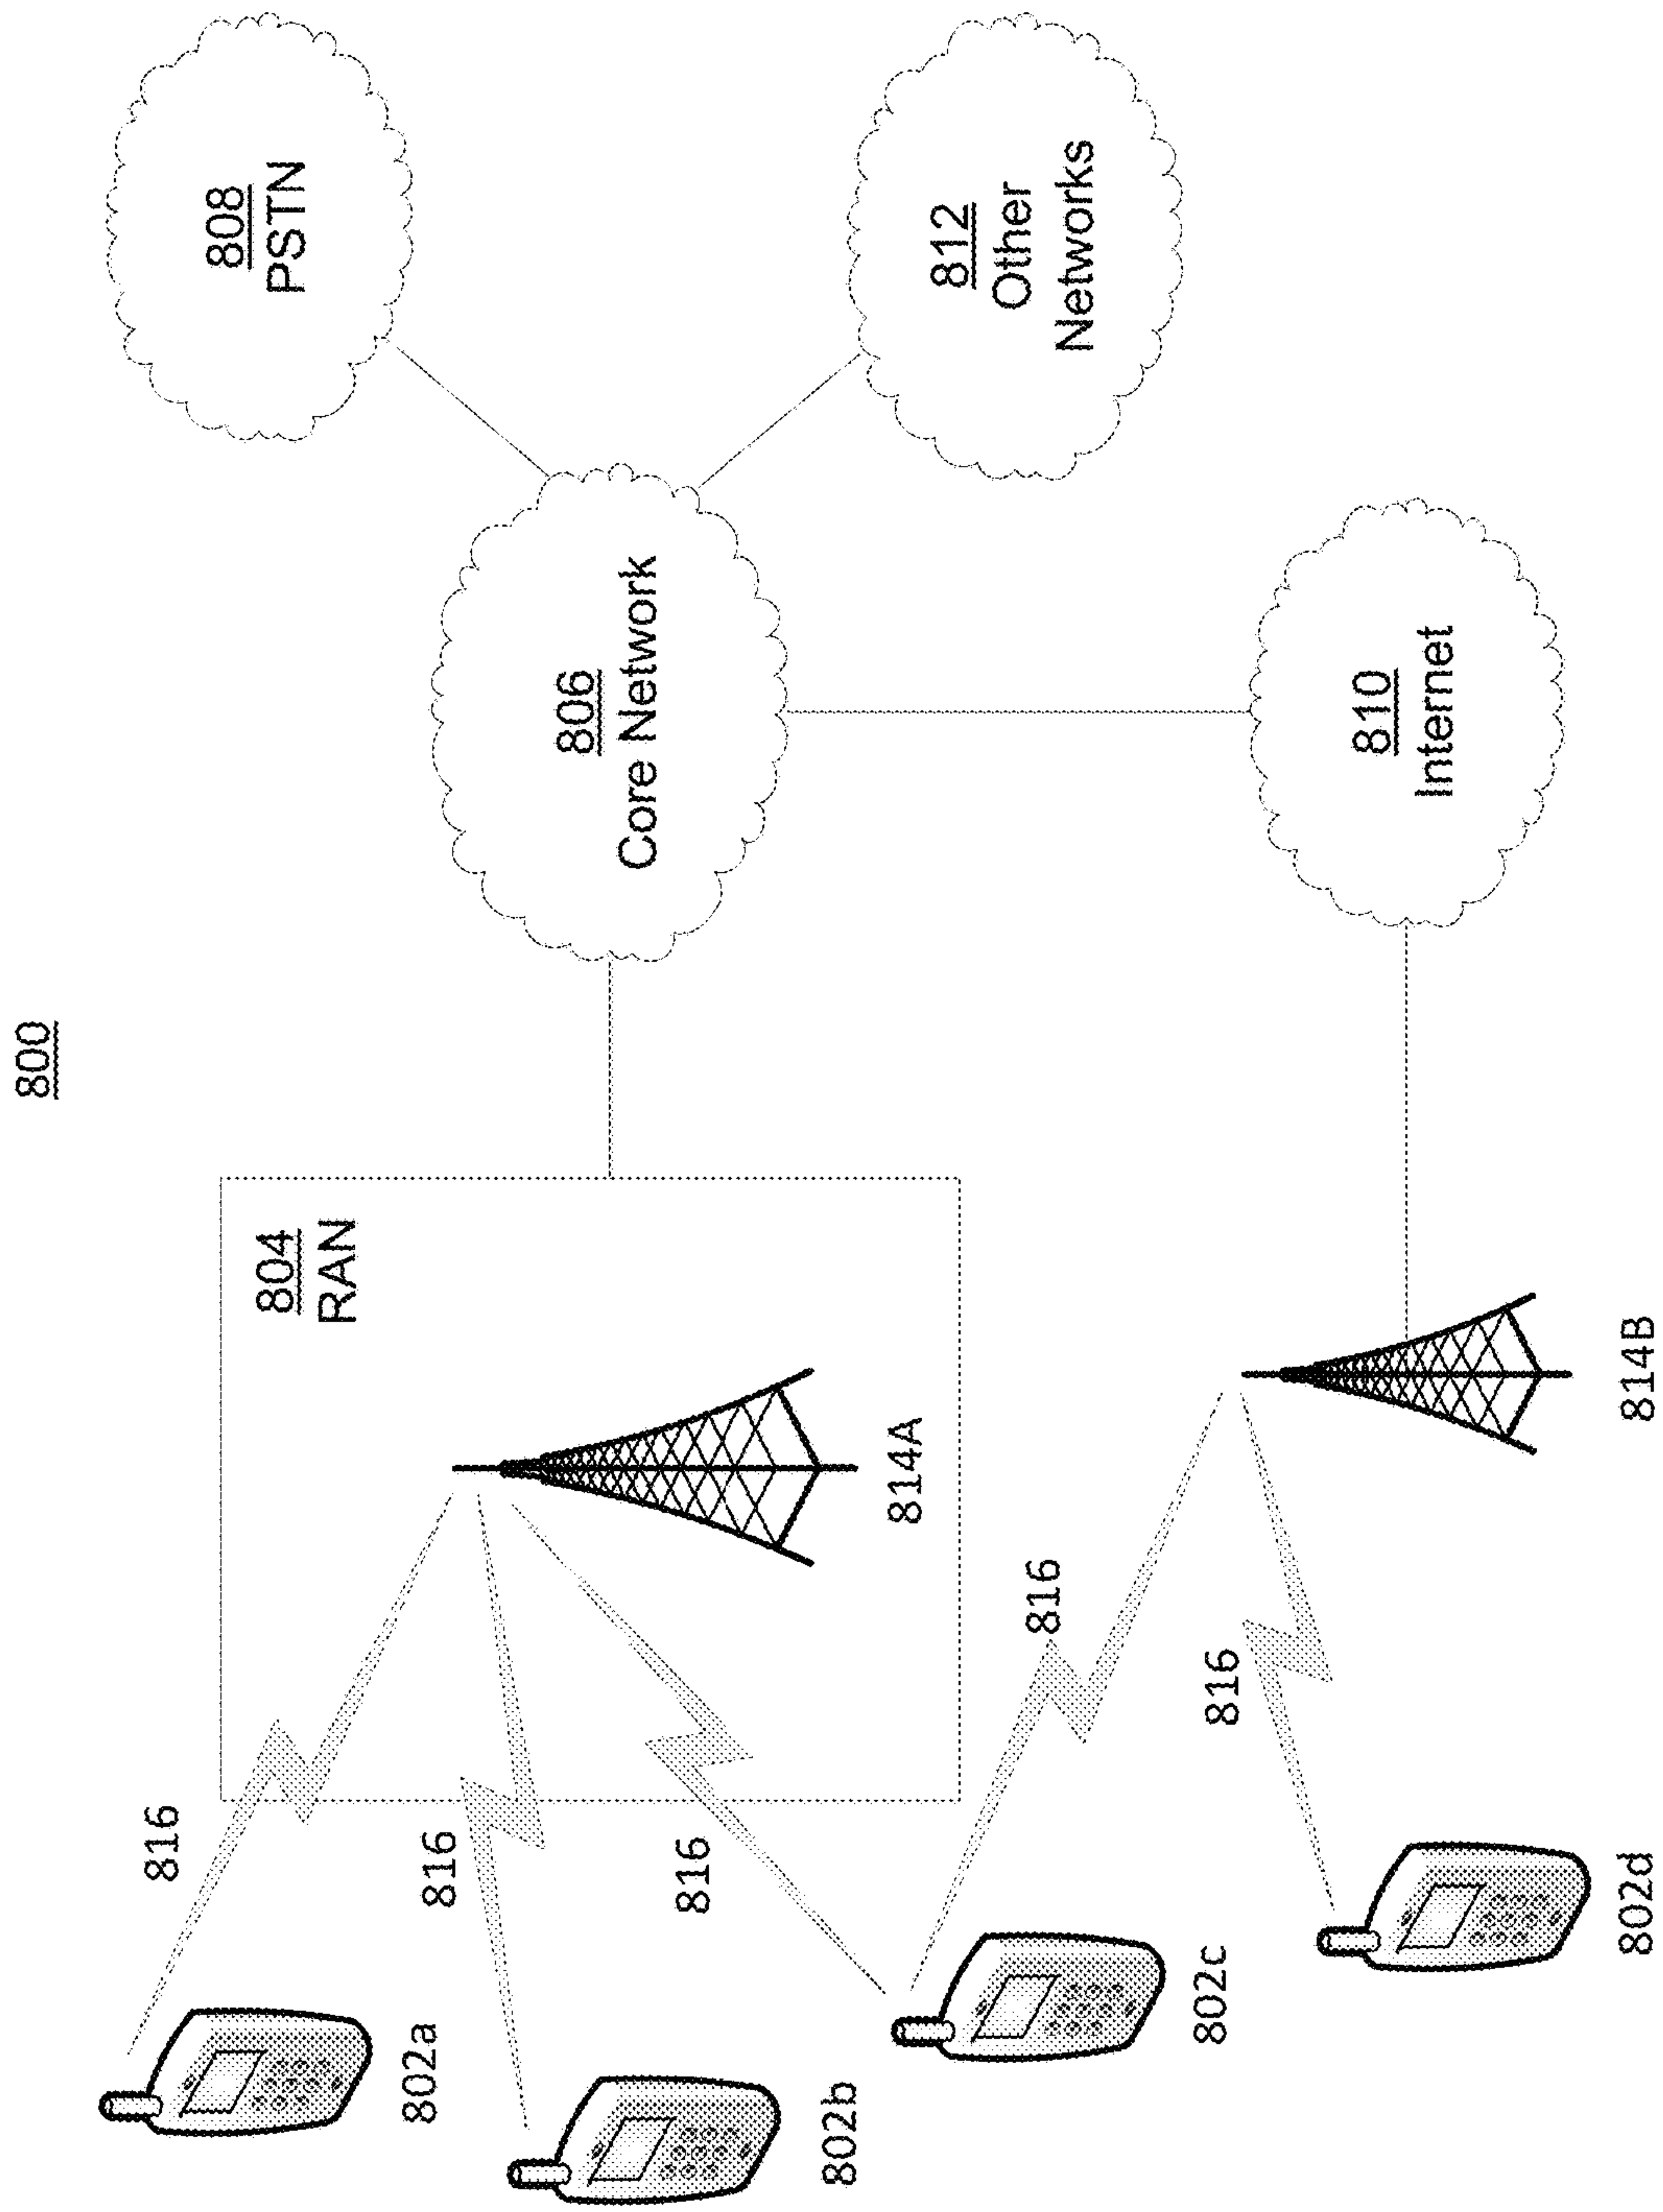 800
808
PSTN
804
RAN
806
Core Network
812
Other
Networks
816
816
816
814A
802a
802b
816
802c
816
810
Internet
802d
814B